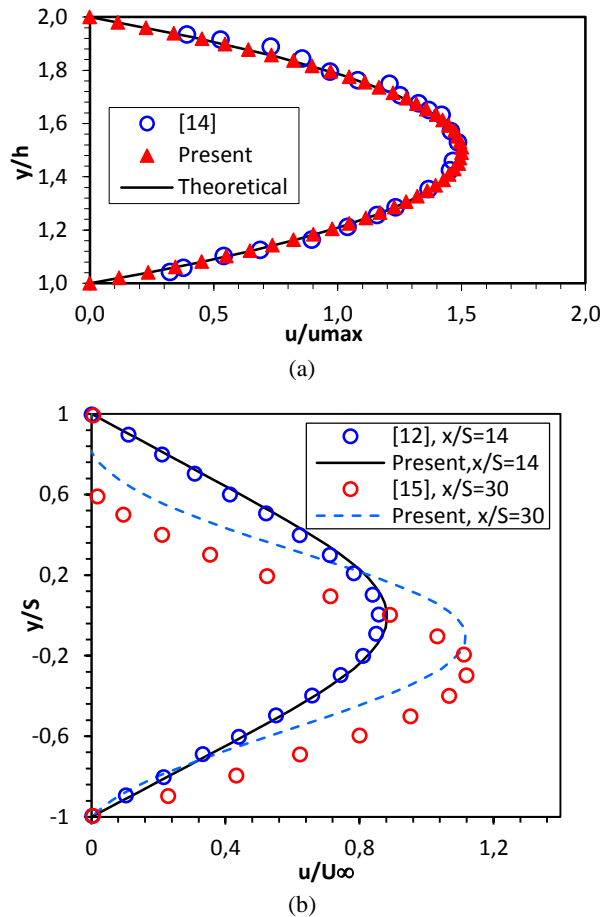 2,0
1,8
1,6
1,4
1,2
1,0
y/h
[14]
Present
Theoretical
0,0 0,5 1,0 1,5 2,0
u/umax
(a)
1
0,6
0,2
-0,2
-0,6
-1
y/S
[12], x/S=14
Present,x/S=14
[15], x/S=30
Present, x/S=30
0 0,4 0,8 1,2
u/U∞
(b)